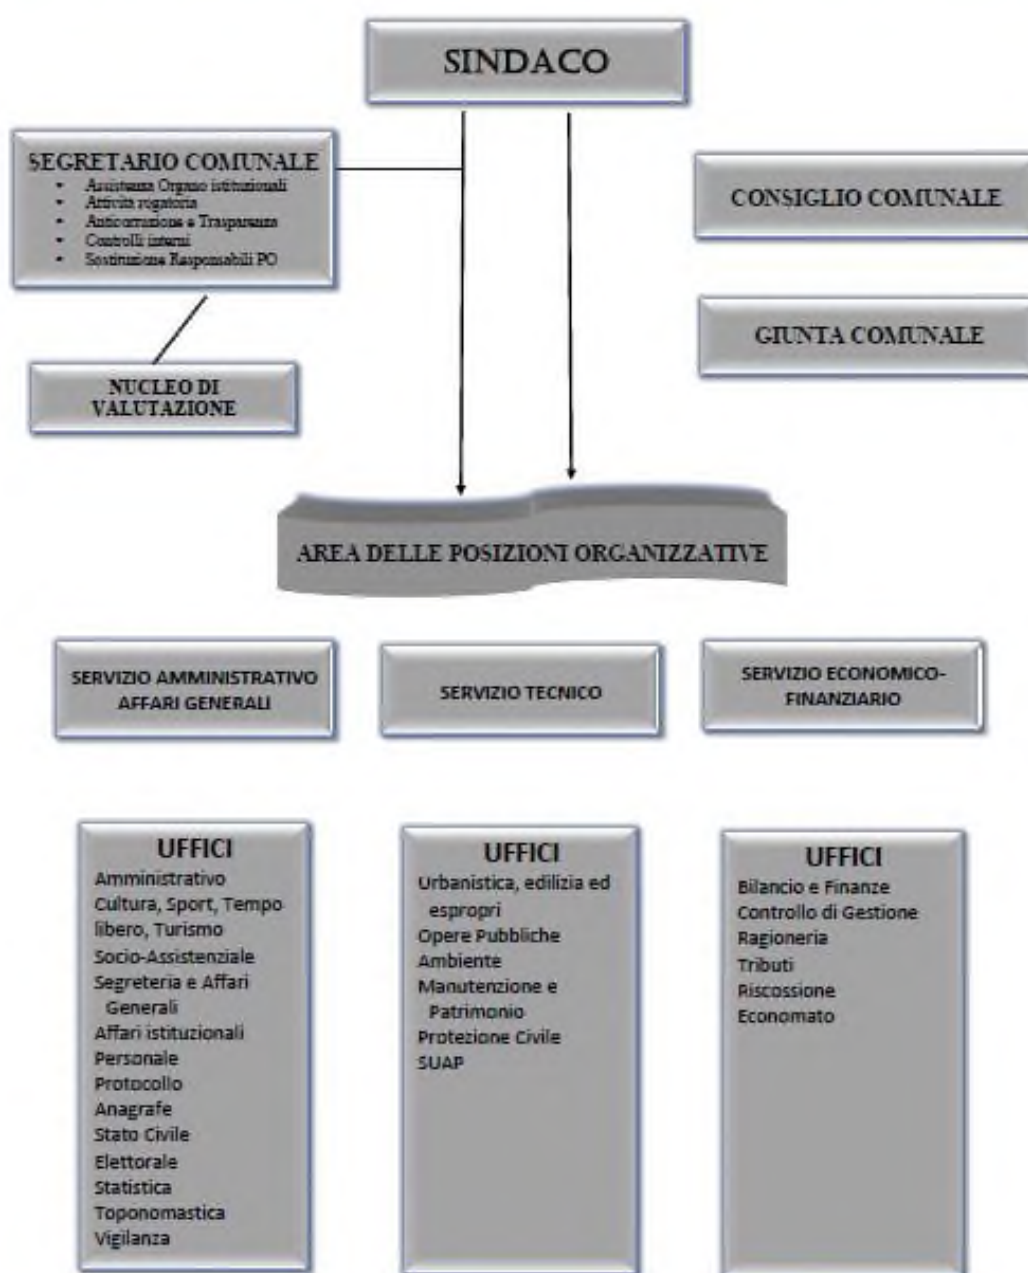 SINDACO
SEGRETARIO COMUNALE
• Assistenza Organo istituzionali
• Attività rogatoria
• Anticorruzione e Trasparenza
• Controlli interni
• Sostituzione Responsabili PO
CONSIGLIO COMUNALE
GIUNTA COMUNALE
NUCLEO DI
VALUTAZIONE
AREA DELLE POSIZIONI ORGANIZZATIVE
SERVIZIO AMMINISTRATIVO
AFFARI GENERALI
SERVIZIO TECNICO
SERVIZIO ECONOMICO-
FINANZIARIO
UFFICI
Amministrativo
Cultura, Sport, Tempo
libero, Turismo
Socio-Assistenziale
Segreteria e Affari
Generali
Affari istituzionali
Personale
Protocollo
Anagrafe
Stato Civile
Elettorale
Statistica
Toponomastica
Vigilanza
UFFICI
Urbanistica, edilizia ed
espropri
Opere Pubbliche
Ambiente
Manutenzione e
Patrimonio
Protezione Civile
SUAP
UFFICI
Bilancio e Finanze
Controllo di Gestione
Ragioneria
Tributi
Riscossione
Economato